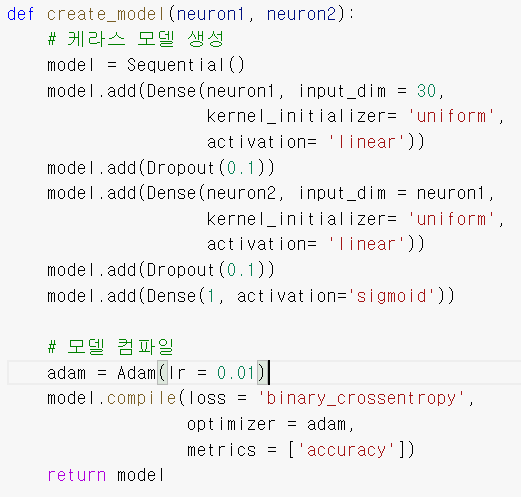 def create_model(neuron1, neuron2):
    # 케라스 모델 생성
    model = Sequential()
    model.add(Dense(neuron1, input_dim = 30,
                    kernel_initializer= 'uniform',
                    activation= 'linear'))
    model.add(Dropout(0.1))
    model.add(Dense(neuron2, input_dim = neuron1,
                    kernel_initializer= 'uniform',
                    activation= 'linear'))
    model.add(Dropout(0.1))
    model.add(Dense(1, activation='sigmoid'))

    # 모델 컴파일
    adam = Adam(lr = 0.01)
    model.compile(loss = 'binary_crossentropy',
                  optimizer = adam,
                  metrics = ['accuracy'])
    return model